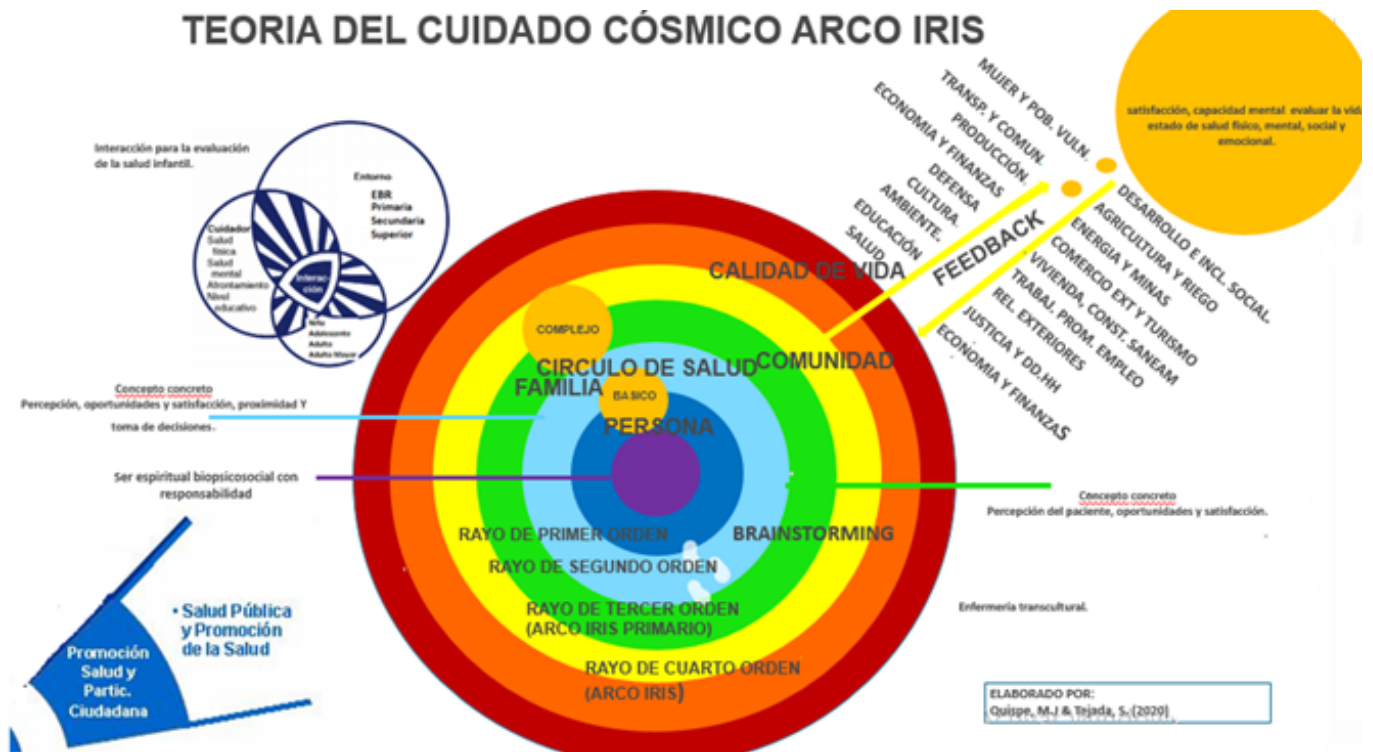 TEORIA DEL CUIDADO CÓSMICO ARCO IRIS
Interacción para la evaluación
de la salud infantil.
Entorno
EBR
Primaria
Secundaria
Superior
Cuidador
Salud
física
Salud
mental
Afrontamiento
Nivel
educativo
Interac-
ción
Niño
Adolescente
Adulto
Adulto Mayor
satisfacción, capacidad mental evaluar la vida
estado de salud físico, mental, social y
emocional.
MUJER Y POB. VULN.
TRANSP. Y COMUN.
PRODUCCIÓN.
ECONOMIA Y FINANZAS
DEFENSA
CULTURA.
AMBIENTE.
EDUCACIÓN
SALUD
FEEDBACK
DESARROLLO E INCL. SOCIAL.
AGRICULTURA Y RIEGO
ENERGIA Y MINAS
COMERCIO EXT Y TURISMO
VIVIENDA, CONST. SANEAM
TRABAJ, PROM. EMPLEO
REL. EXTERIORES
JUSTICIA Y DD.HH
ECONOMIA Y FINANZAS
CALIDAD DE VIDA
COMPLEJO
COMUNIDAD
CIRCULO DE SALUD
FAMILIA
BASICO
PERSONA
Concepto concreto
Percepción, oportunidades y satisfacción, proximidad Y
toma de decisiones.
Ser espiritual biopsicosocial con
responsabilidad
Concepto concreto
Percepción del paciente, oportunidades y satisfacción.
RAYO DE PRIMER ORDEN
BRAINSTORMING
RAYO DE SEGUNDO ORDEN
RAYO DE TERCER ORDEN
(ARCO IRIS PRIMARIO)
RAYO DE CUARTO ORDEN
(ARCO IRIS)
Enfermería transcultural.
• Salud Pública
y Promoción
de la Salud
Promoción
Salud y
Partic.
Ciudadana
ELABORADO POR:
Quispe, M.J & Tejada, S. (2020)